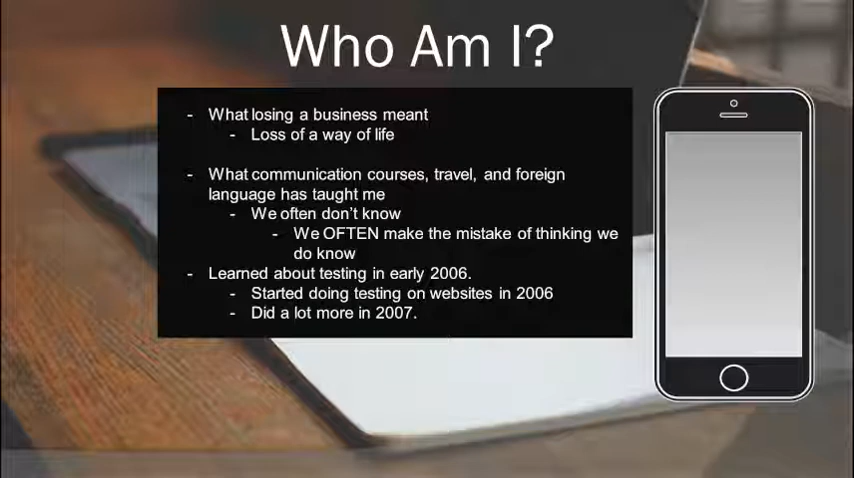 Who Am I?
- What losing a business meant
- Loss of a way of life
- What communication courses, travel, and foreign
language has taught me
- We often don't know
- We OFTEN make the mistake of thinking we
do know
- Learned about testing in early 2006.
- Started doing testing on websites in 2006
- Did a lot more in 2007.